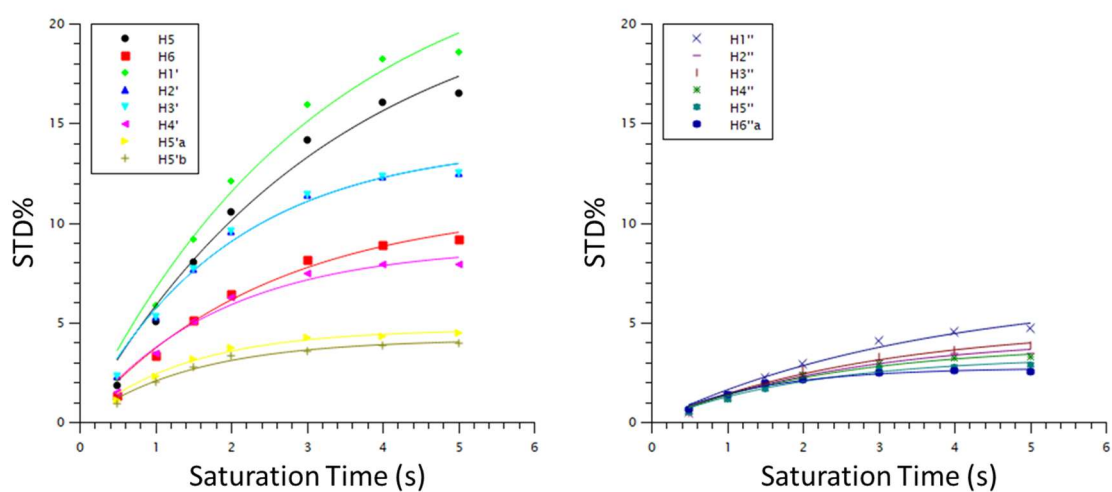 20
15
10
5
0
STD%
H5
H6
H1'
H2'
H3'
H4'
H5'a
H5'b
0 1 2 3 4 5 6
Saturation Time (s)
20
15
10
5
0
STD%
H1''
H2''
H3''
H4''
H5''
H6''a
0 1 2 3 4 5 6
Saturation Time (s)